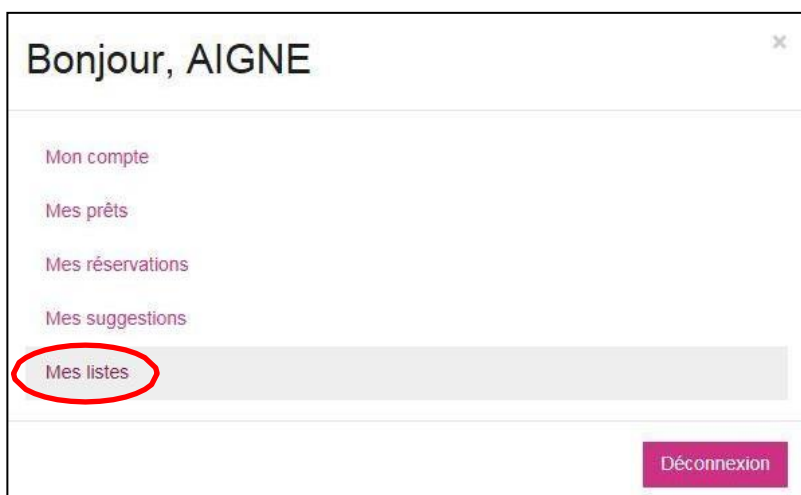 Bonjour, AIGNE
×
Mon compte
Mes prêts
Mes réservations
Mes suggestions
Mes listes
Déconnexion